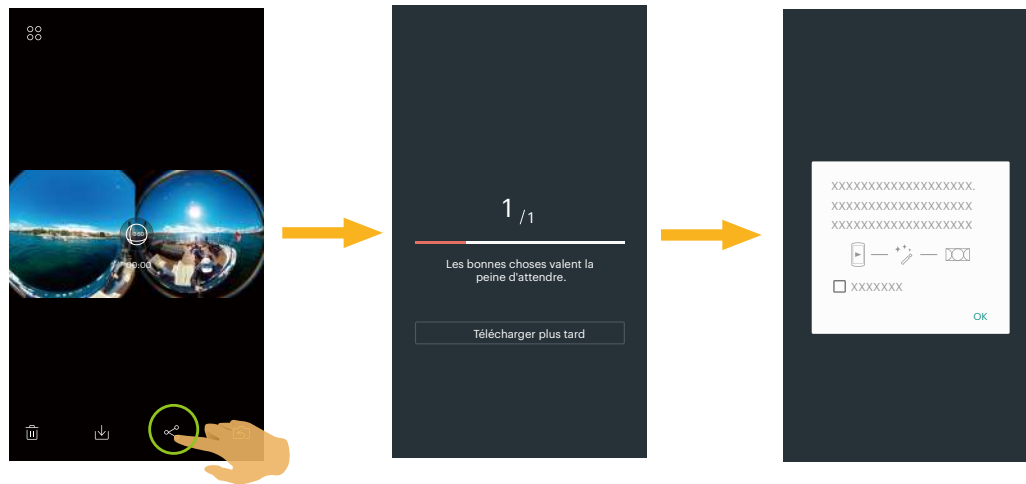 360
00:00
1 /1
Les bonnes choses valent la
peine d'attendre.
Télécharger plus tard
XXXXXXXXXXXXXXXXXXX.
XXXXXXXXXXXXXXXXXXX
XXXXXXXXXXXXXXXXXXX
XXXXXXX
OK